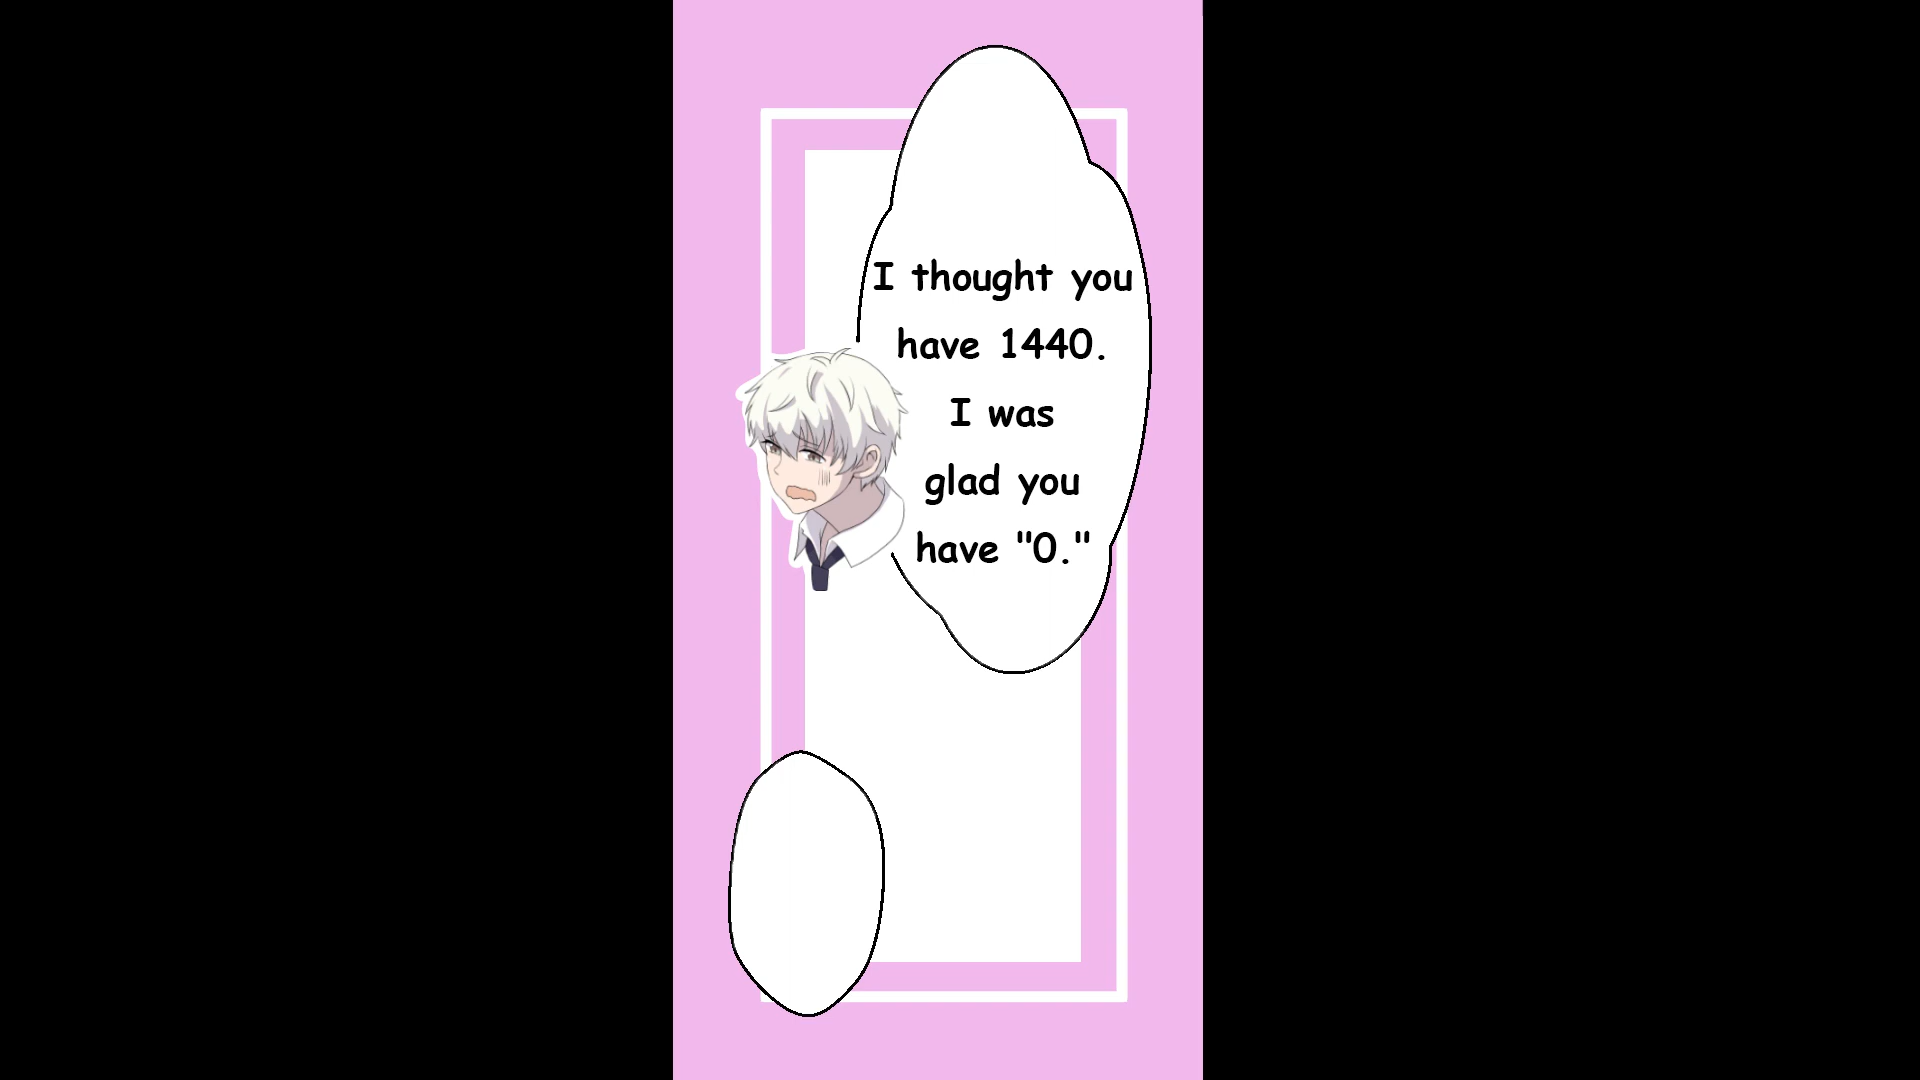 I thought you
have 1440.
I was
glad you
have "0."